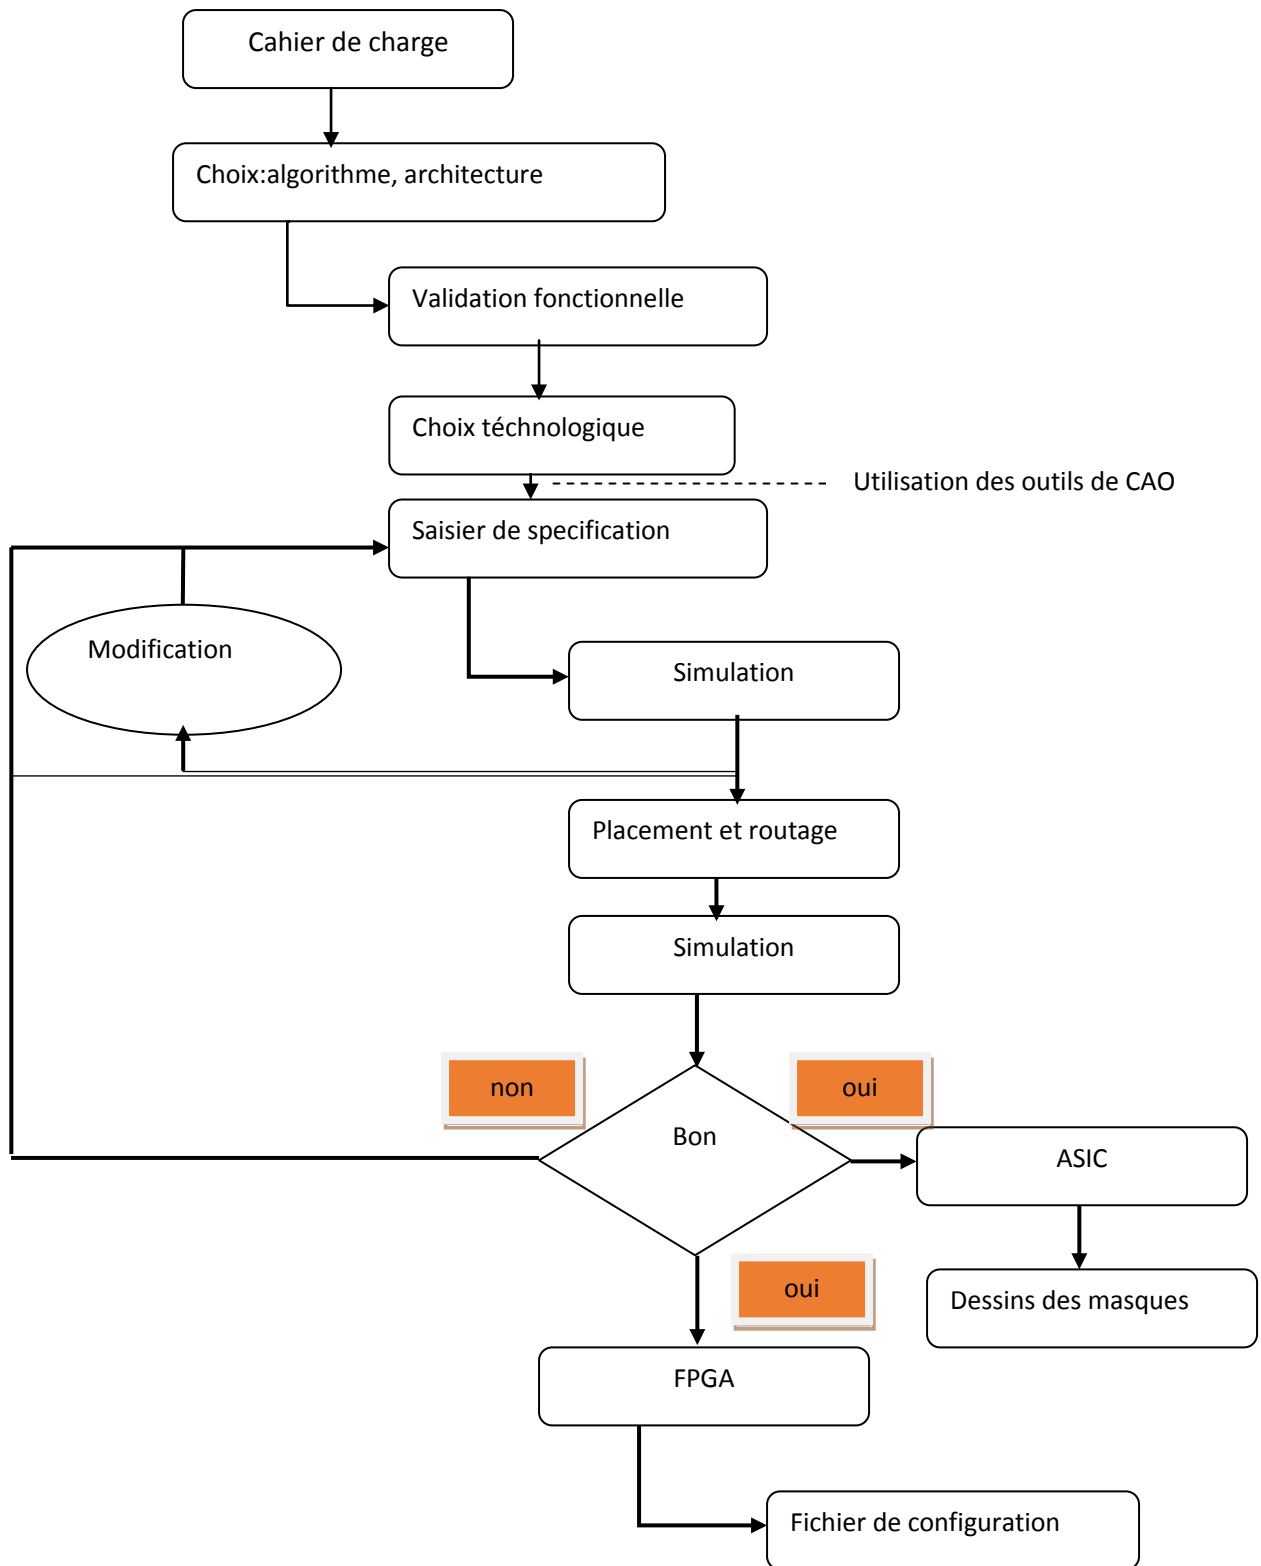 Cahier de charge
Choix:algorithme, architecture
Validation fonctionnelle
Choix téchnologique
Utilisation des outils de CAO
Saisier de specification
Modification
Simulation
Placement et routage
Simulation
non
oui
Bon
ASIC
oui
Dessins des masques
FPGA
Fichier de configuration